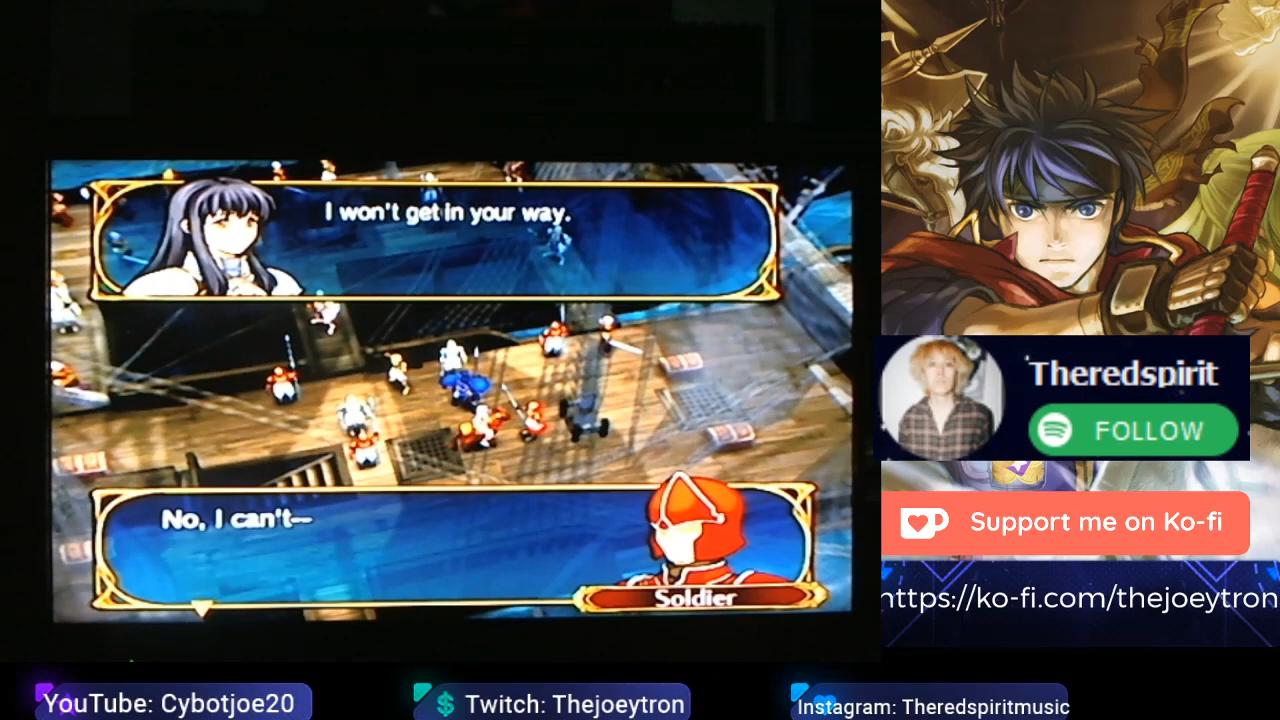 I won't get in your way.
No, I can't--
Soldier
Theredspirit
FOLLOW
Support me on Ko-fi
https://ko-fi.com/thejoeytron
YouTube: Cybotjoe20
Twitch: Thejoeytron
Instagram: Theredspiritmusic